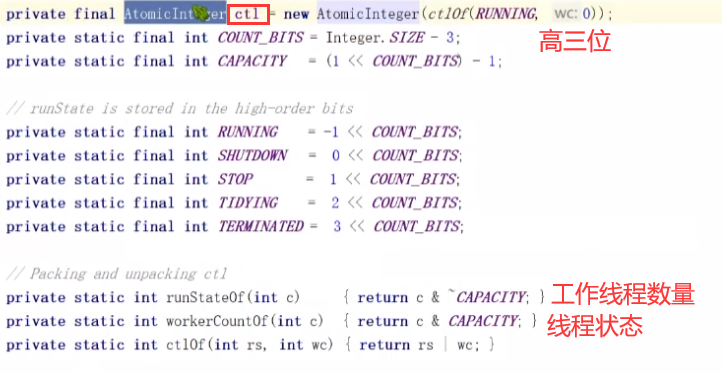 private final AtomicInteger ctl = new AtomicInteger(ctlOf(RUNNING, wc: 0));
private static final int COUNT_BITS = Integer.SIZE - 3;
高三位
private static final int CAPACITY = (1 << COUNT_BITS) - 1;
// runState is stored in the high-order bits
private static final int RUNNING = -1 << COUNT_BITS;
private static final int SHUTDOWN = 0 << COUNT_BITS;
private static final int STOP = 1 << COUNT_BITS;
private static final int TIDYING = 2 << COUNT_BITS;
private static final int TERMINATED = 3 << COUNT_BITS;
// Packing and unpacking ctl
private static int runStateOf(int c) { return c & ~CAPACITY; } 工作线程数量
private static int workerCountOf(int c) { return c & CAPACITY; } 线程状态
private static int ctlOf(int rs, int wc) { return rs | wc; }